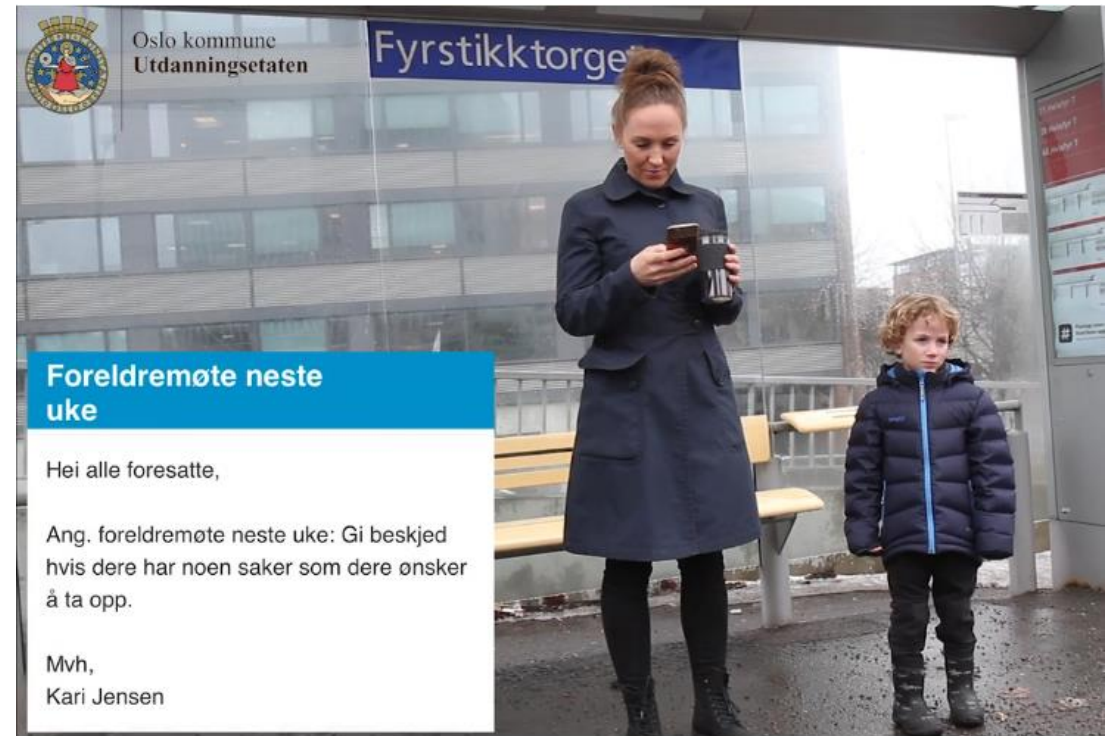 Oslo kommune
Utdanningsetaten
Fyrstikktorget
Foreldremøte neste
uke
Hei alle foresatte,
Ang. foreldremøte neste uke: Gi beskjed
hvis dere har noen saker som dere ønsker
å ta opp.
Mvh,
Kari Jensen